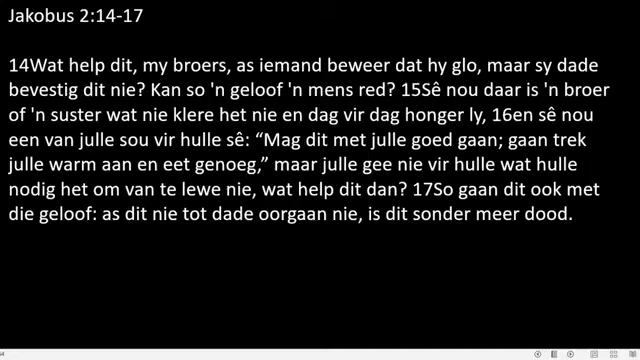 Jakobus 2:14-17
14Wat help dit, my broers, as iemand beweer dat hy glo, maar sy dade
bevestig dit nie? Kan so 'n geloof 'n mens red? 15Sê nou daar is 'n broer
of 'n suster wat nie klere het nie en dag vir dag honger ly, 16en sê nou
een van julle sou vir hulle sê: “Mag dit met julle goed gaan; gaan trek
julle warm aan en eet genoeg,” maar julle gee nie vir hulle wat hulle
nodig het om van te lewe nie, wat help dit dan? 17So gaan dit ook met
die geloof: as dit nie tot dade oorgaan nie, is dit sonder meer dood.